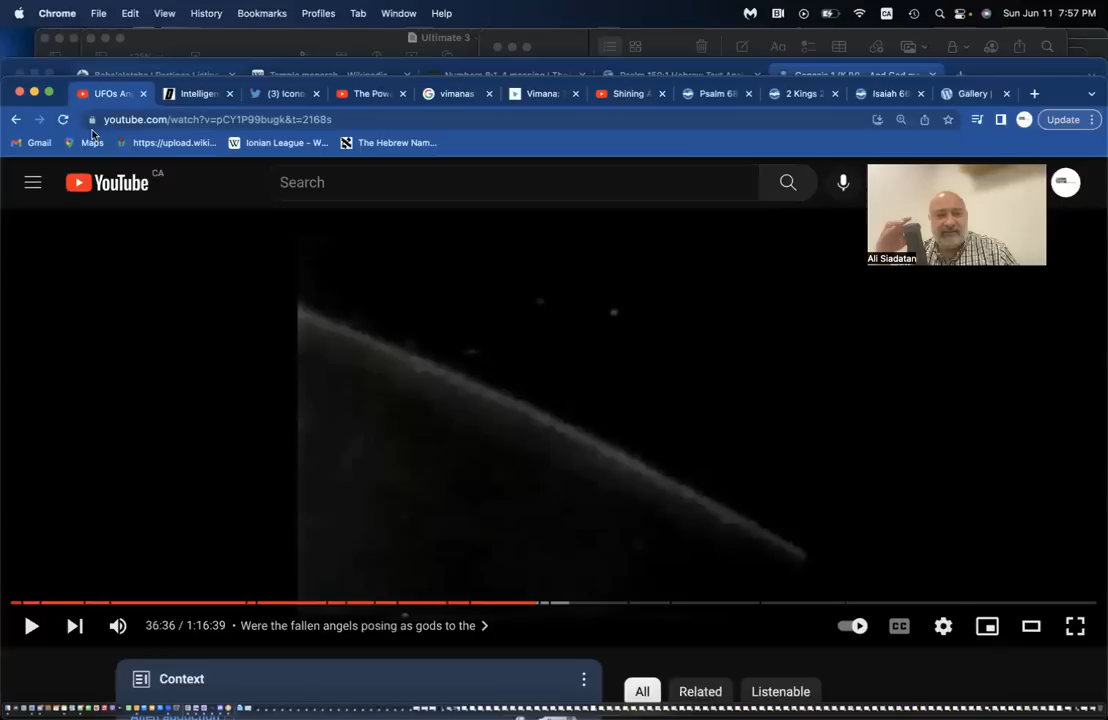 Chrome File Edit View History Bookmarks Profiles Tab Window Help Sun Jun 11 7:57 PM
Ultimate 3
UFOs An Intelligen (3) Icono The Pow vimanas Vimana: Shining Psalm 68 2 Kings 2 Isaiah 66 Gallery
youtube.com/watch?v=pCY1P99bugk&t=2168s Update
Gmail Maps https://upload.wiki... Ionian League - W... The Hebrew Nam...
YouTube CA Search
Ali Siadatan
36:36 / 1:16:39 • Were the fallen angels posing as gods to the
CC
Context
All Related Listenable